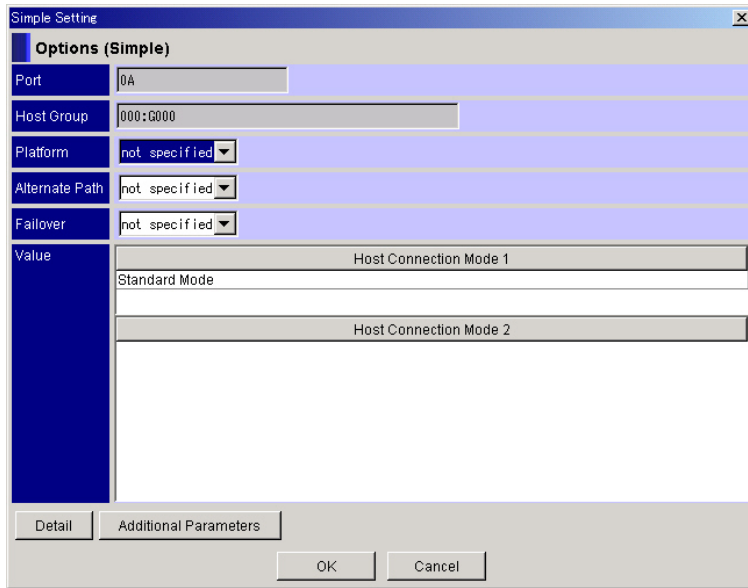 Simple Setting
Options (Simple)
Port 0A
Host Group 000:G000
Platform not specified
Alternate Path not specified
Failover not specified
Value
Host Connection Mode 1
Standard Mode
Host Connection Mode 2
Detail Additional Parameters
OK Cancel